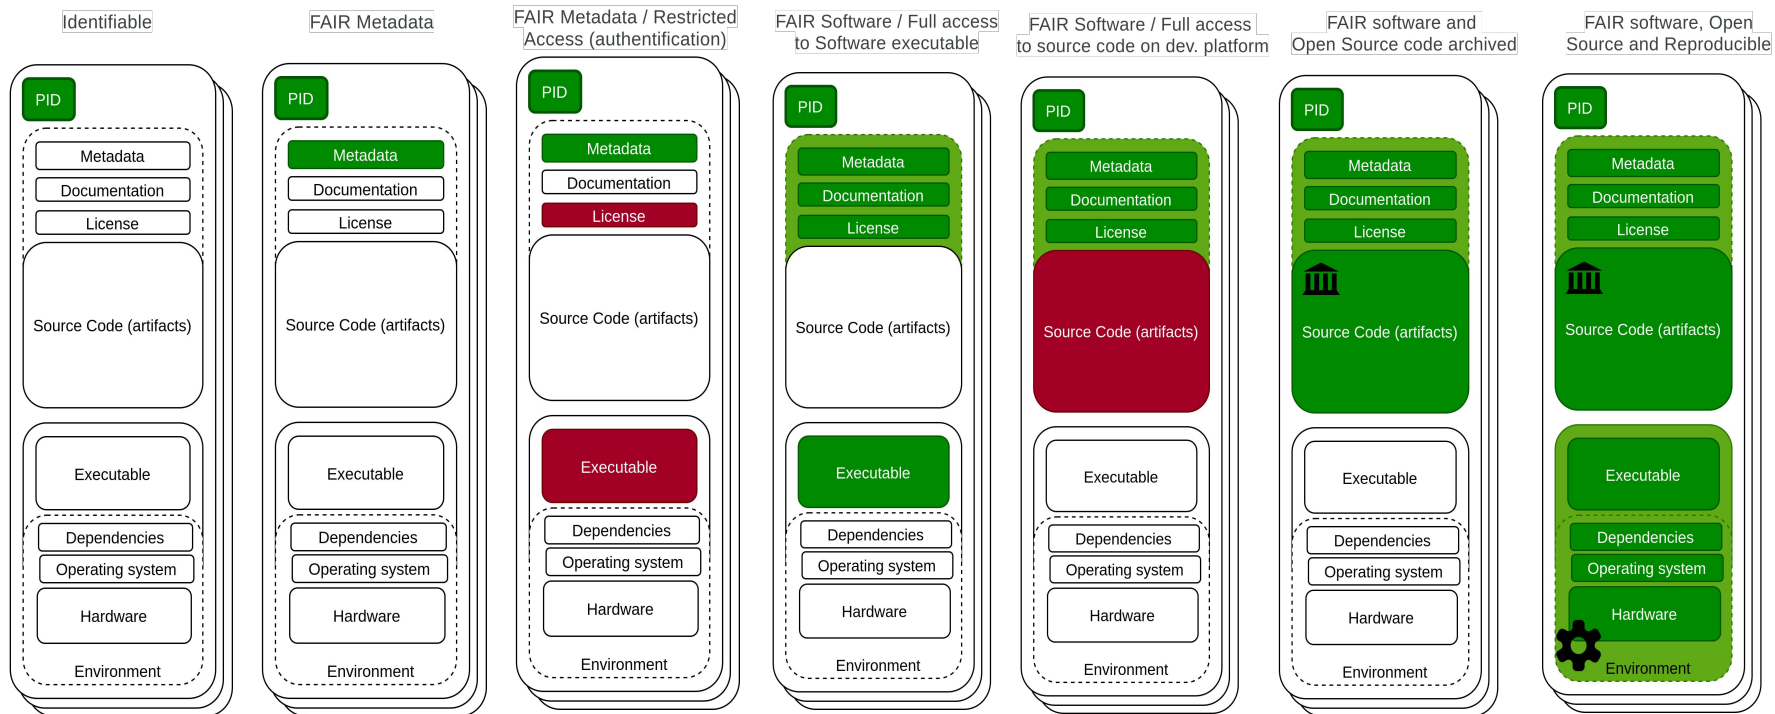 Identifiable
PID
Metadata
Documentation
License
Source Code (artifacts)
Executable
Dependencies
Operating system
Hardware
Environment
FAIR Metadata
PID
Metadata
Documentation
License
Source Code (artifacts)
Executable
Dependencies
Operating system
Hardware
Environment
FAIR Metadata / Restricted
Access (authentification)
PID
Metadata
Documentation
License
Source Code (artifacts)
Executable
Dependencies
Operating system
Hardware
Environment
FAIR Software / Full access
to Software executable
PID
Metadata
Documentation
License
Source Code (artifacts)
Executable
Dependencies
Operating system
Hardware
Environment
FAIR Software / Full access
to source code on dev. platform
PID
Metadata
Documentation
License
Source Code (artifacts)
Executable
Dependencies
Operating system
Hardware
Environment
FAIR software and
Open Source code archived
PID
Metadata
Documentation
License
Source Code (artifacts)
Executable
Dependencies
Operating system
Hardware
Environment
FAIR software, Open
Source and Reproducible
PID
Metadata
Documentation
License
Source Code (artifacts)
Executable
Dependencies
Operating system
Hardware
Environment